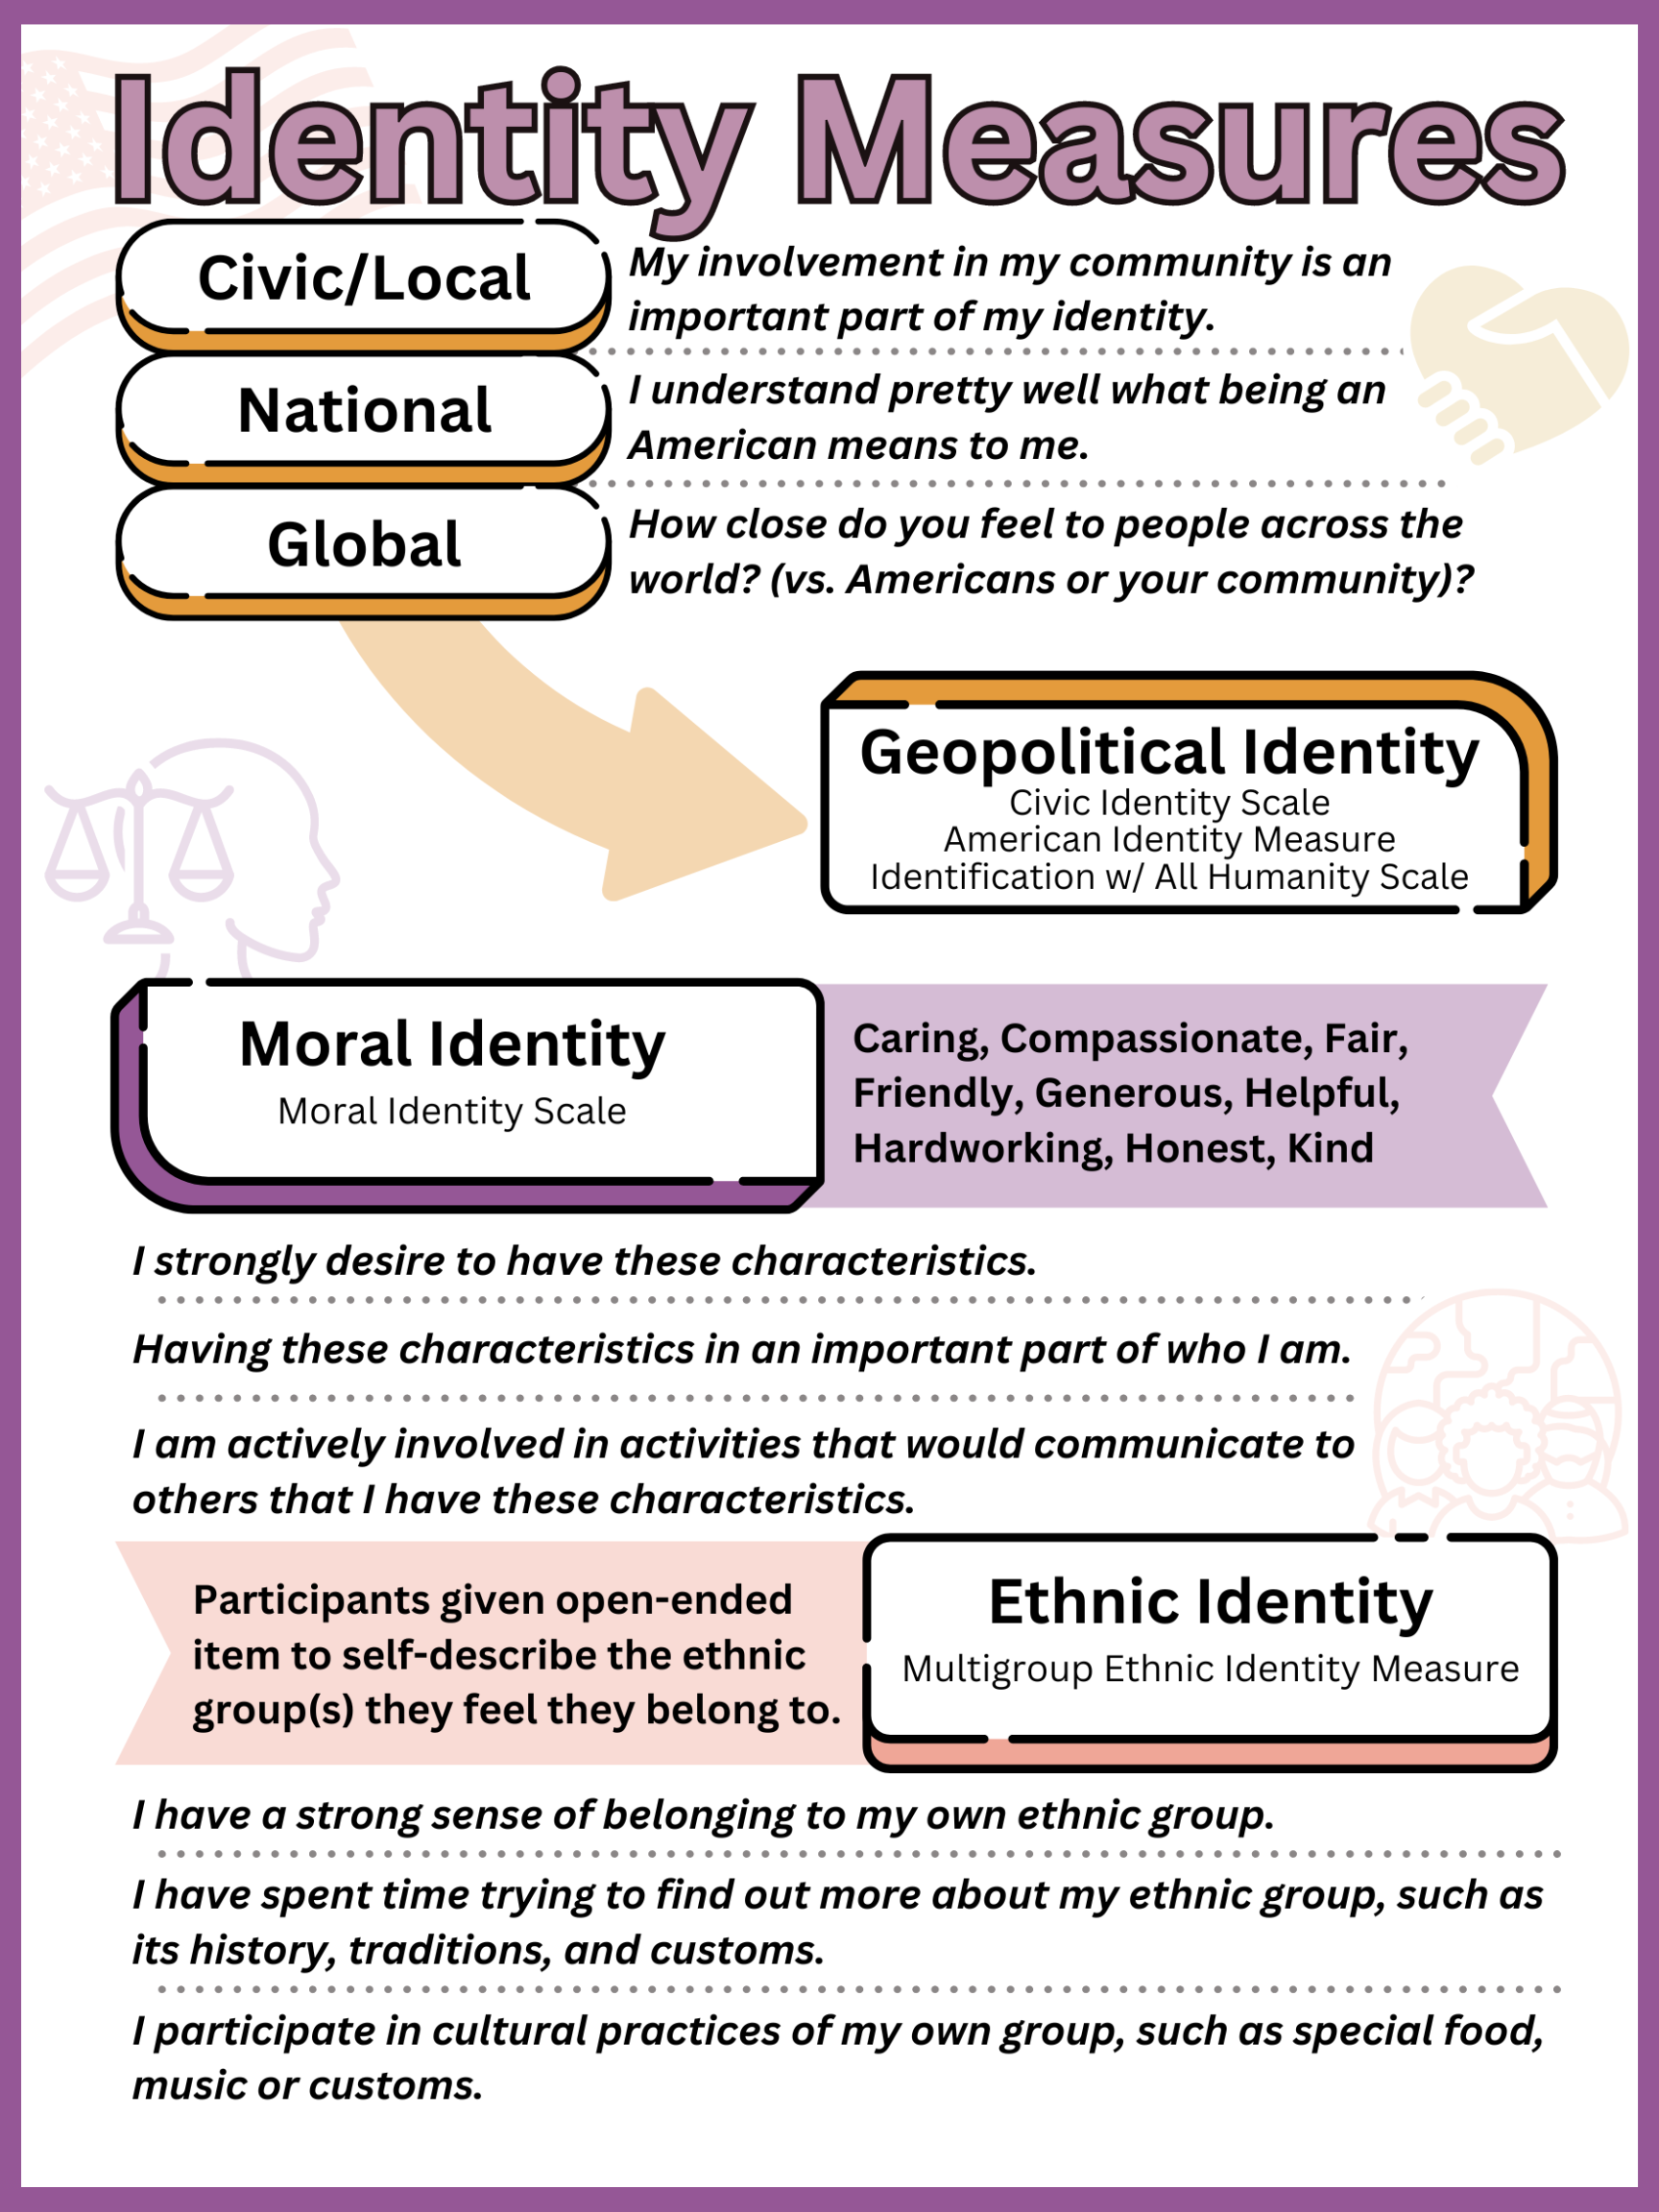 Identity Measures
Civic/Local
My involvement in my community is an
important part of my identity.
National
I understand pretty well what being an
American means to me.
Global
How close do you feel to people across the
world? (vs. Americans or your community)?
Geopolitical Identity
Civic Identity Scale
American Identity Measure
Identification w/ All Humanity Scale
Moral Identity
Moral Identity Scale
Caring, Compassionate, Fair,
Friendly, Generous, Helpful,
Hardworking, Honest, Kind
I strongly desire to have these characteristics.
Having these characteristics in an important part of who I am.
I am actively involved in activities that would communicate to
others that I have these characteristics.
Participants given open-ended
item to self-describe the ethnic
group(s) they feel they belong to.
Ethnic Identity
Multigroup Ethnic Identity Measure
I have a strong sense of belonging to my own ethnic group.
I have spent time trying to find out more about my ethnic group, such as
its history, traditions, and customs.
I participate in cultural practices of my own group, such as special food,
music or customs.